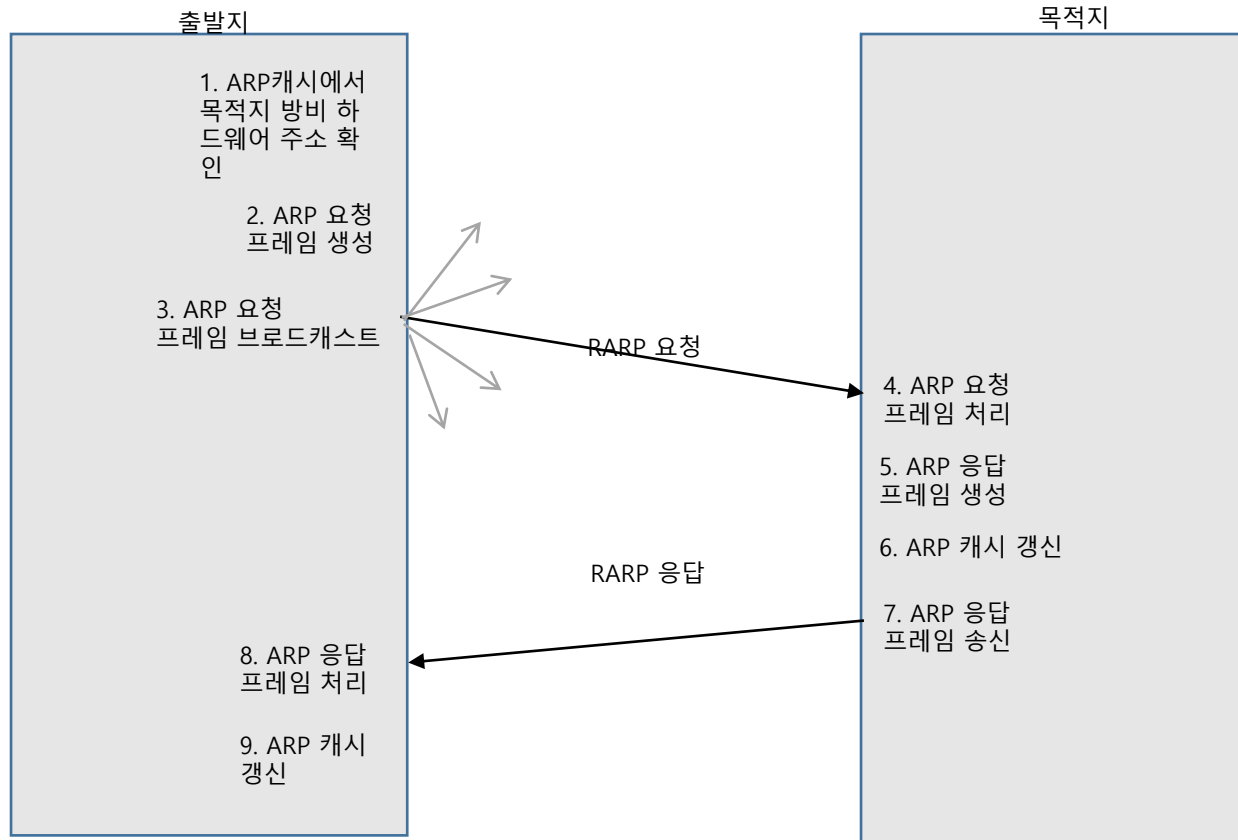 출발지
목적지
1. ARP캐시에서
목적지 방비 하
드웨어 주소 확
인
2. ARP 요청
프레임 생성
3. ARP 요청
프레임 브로드캐스트
RARP 요청
4. ARP 요청
프레임 처리
5. ARP 응답
프레임 생성
6. ARP 캐시 갱신
RARP 응답
7. ARP 응답
프레임 송신
8. ARP 응답
프레임 처리
9. ARP 캐시
갱신